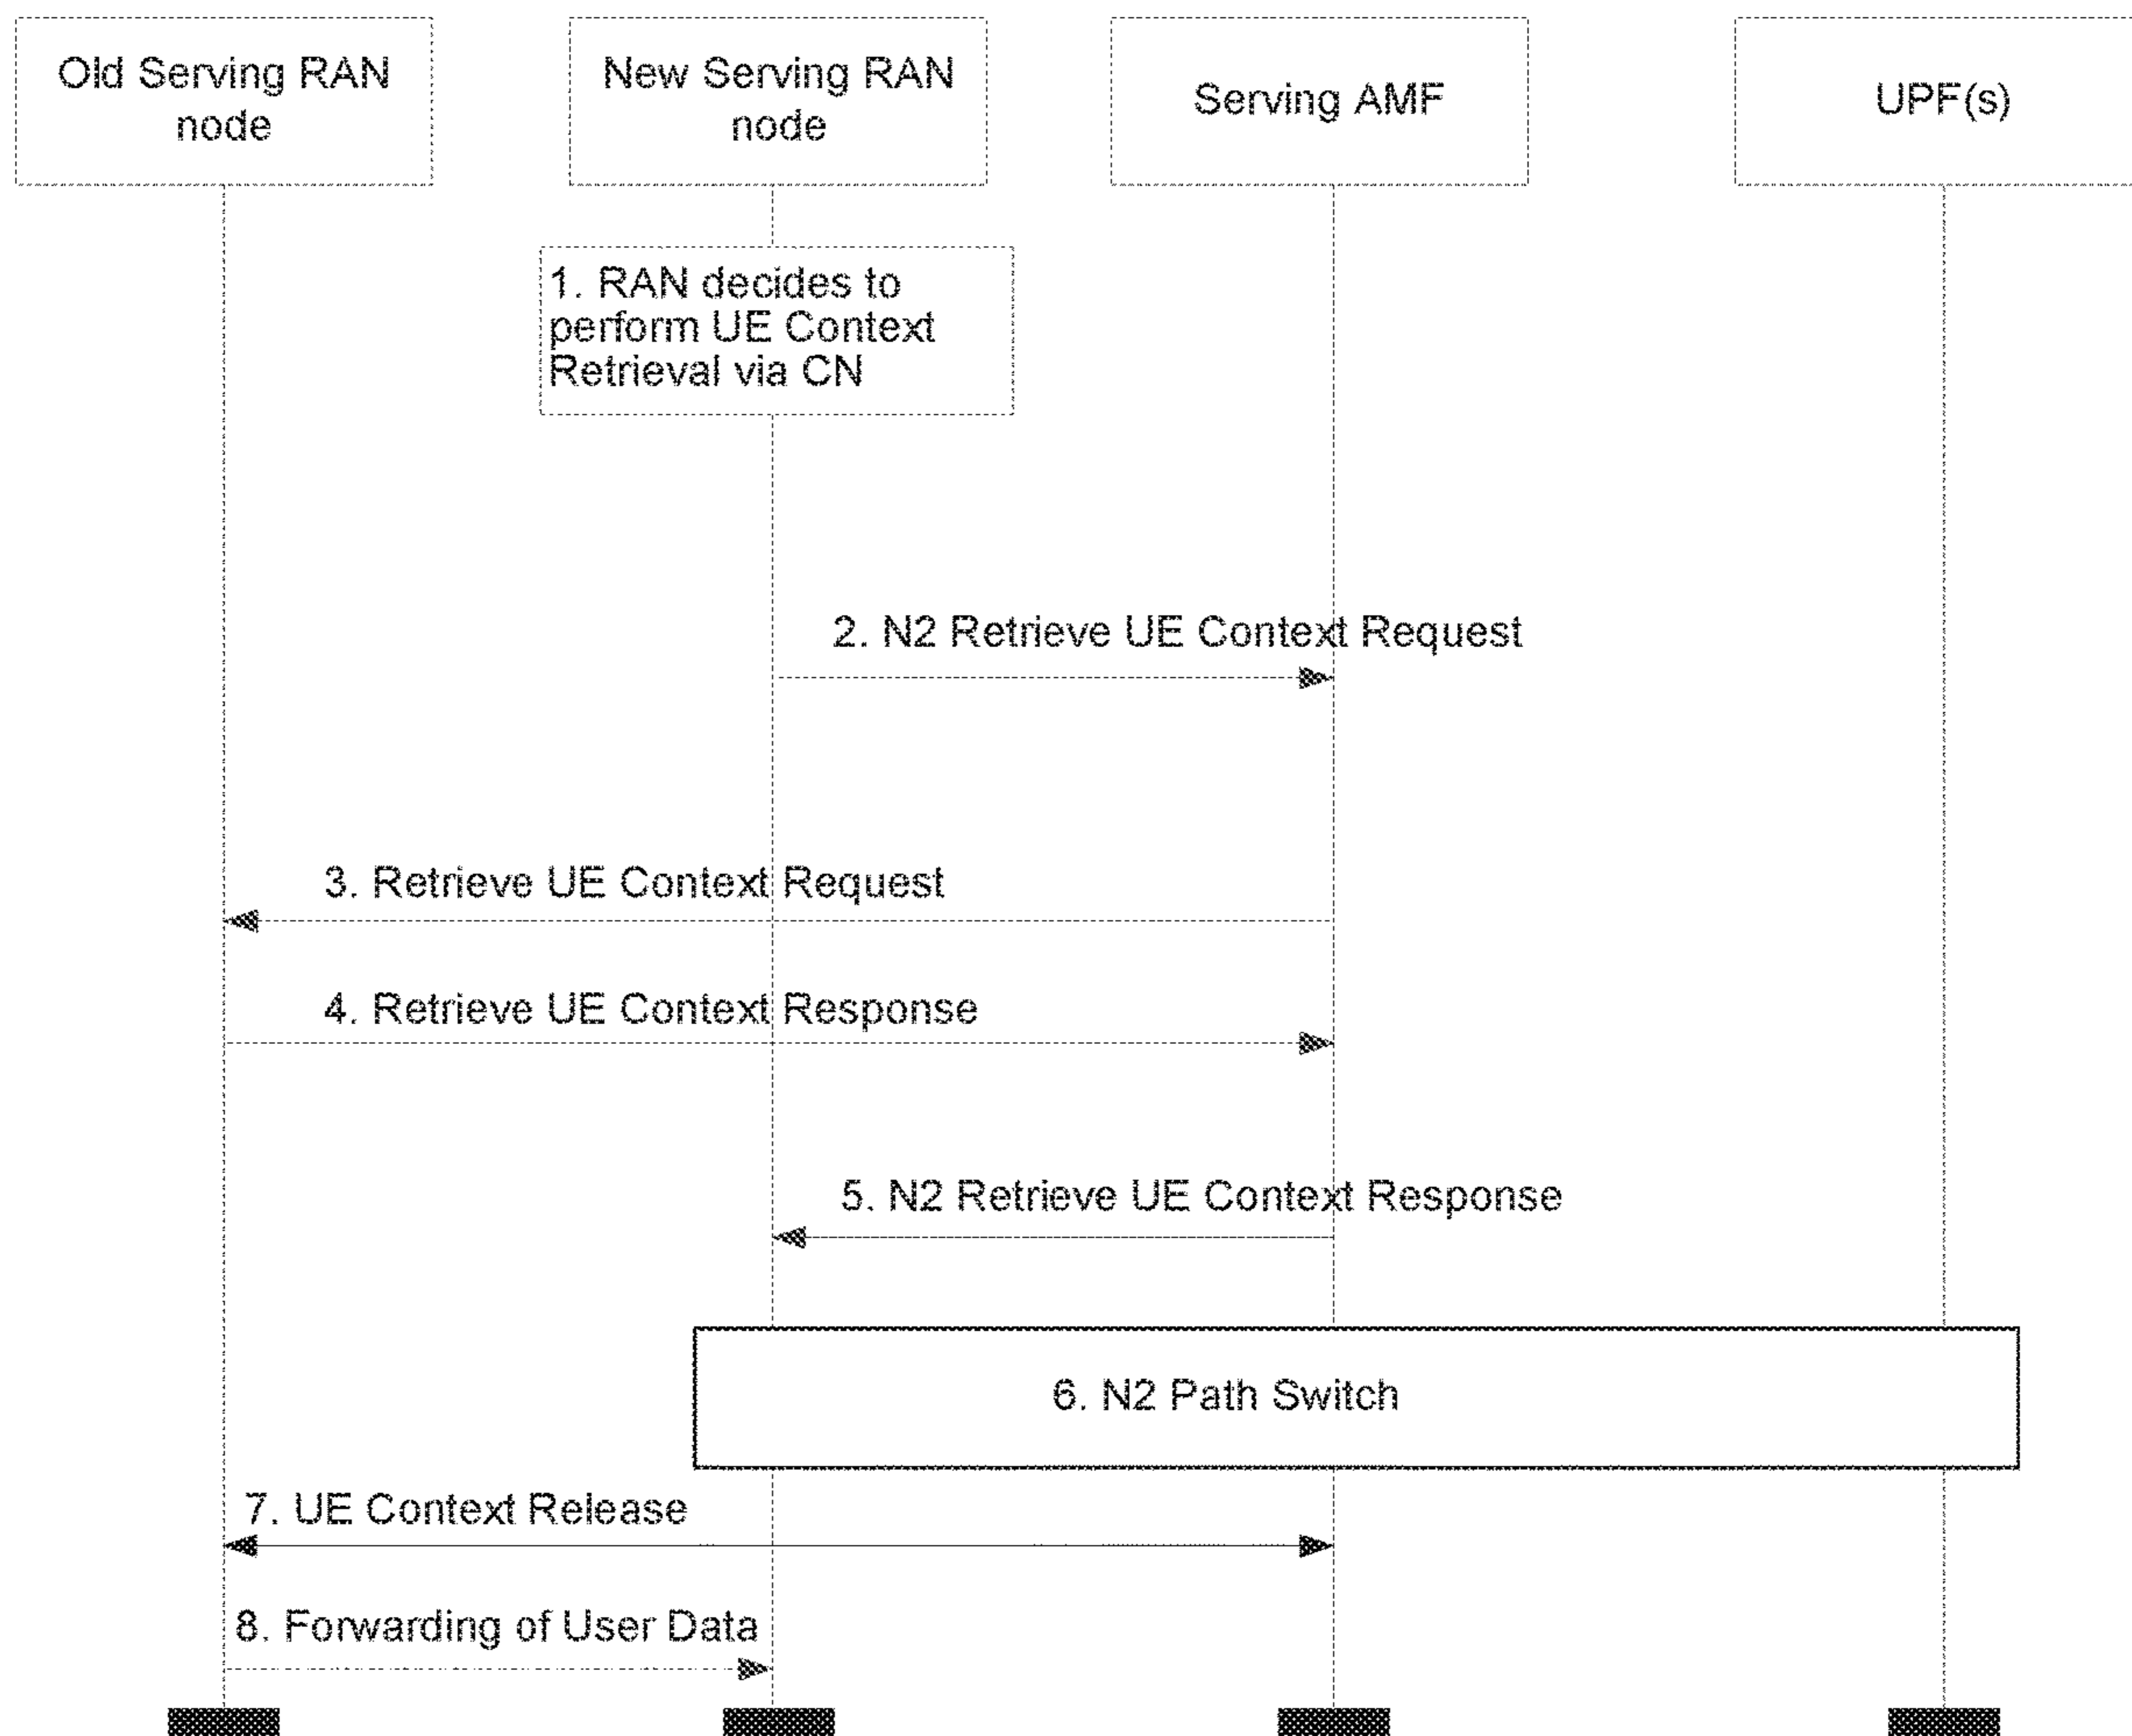 Old Serving RAN
node
New Serving RAN
node
Serving AMF
UPF(s)
1. RAN decides to
perform UE Context
Retrieval via CN
2. N2 Retrieve UE Context Request
3. Retrieve UE Context Request
4. Retrieve UE Context Response
5. N2 Retrieve UE Context Response
6. N2 Path Switch
7. UE Context Release
8. Forwarding of User Data